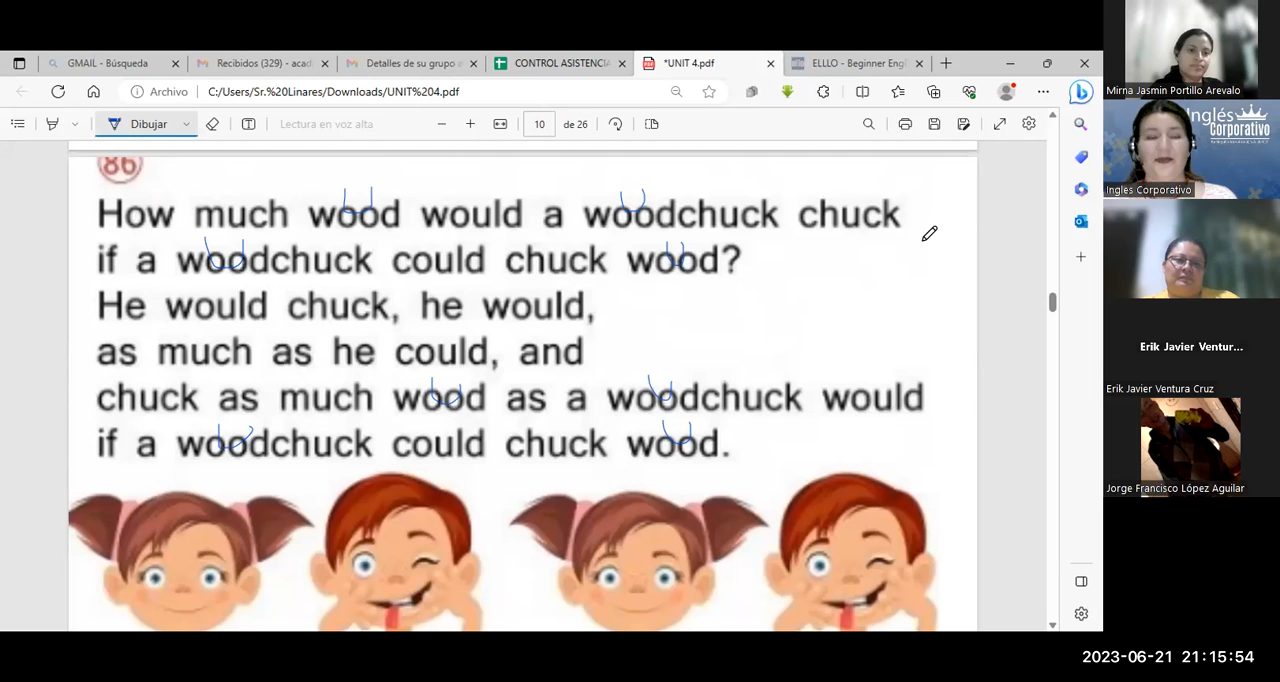 GMAIL - Búsqueda
Recibidos (329) - acad
Detalles de su grupo e
CONTROL ASISTENCIA
*UNIT 4.pdf
ELLLO - Beginner Engl
Archivo
C:/Users/Sr.%20Linares/Downloads/UNIT%204.pdf
Dibujar
Lectura en voz alta
10
de 26
86
How much wood would a woodchuck chuck
if a woodchuck could chuck wood?
He would chuck, he would,
as much as he could, and
chuck as much wood as a woodchuck would
if a woodchuck could chuck wood.
Mirna Jasmin Portillo Arevalo
Inglés
Corporativo
Ingles Corporativo
Erik Javier Ventur...
Erik Javier Ventura Cruz
Jorge Francisco López Aguilar
2023-06-21 21:15:54